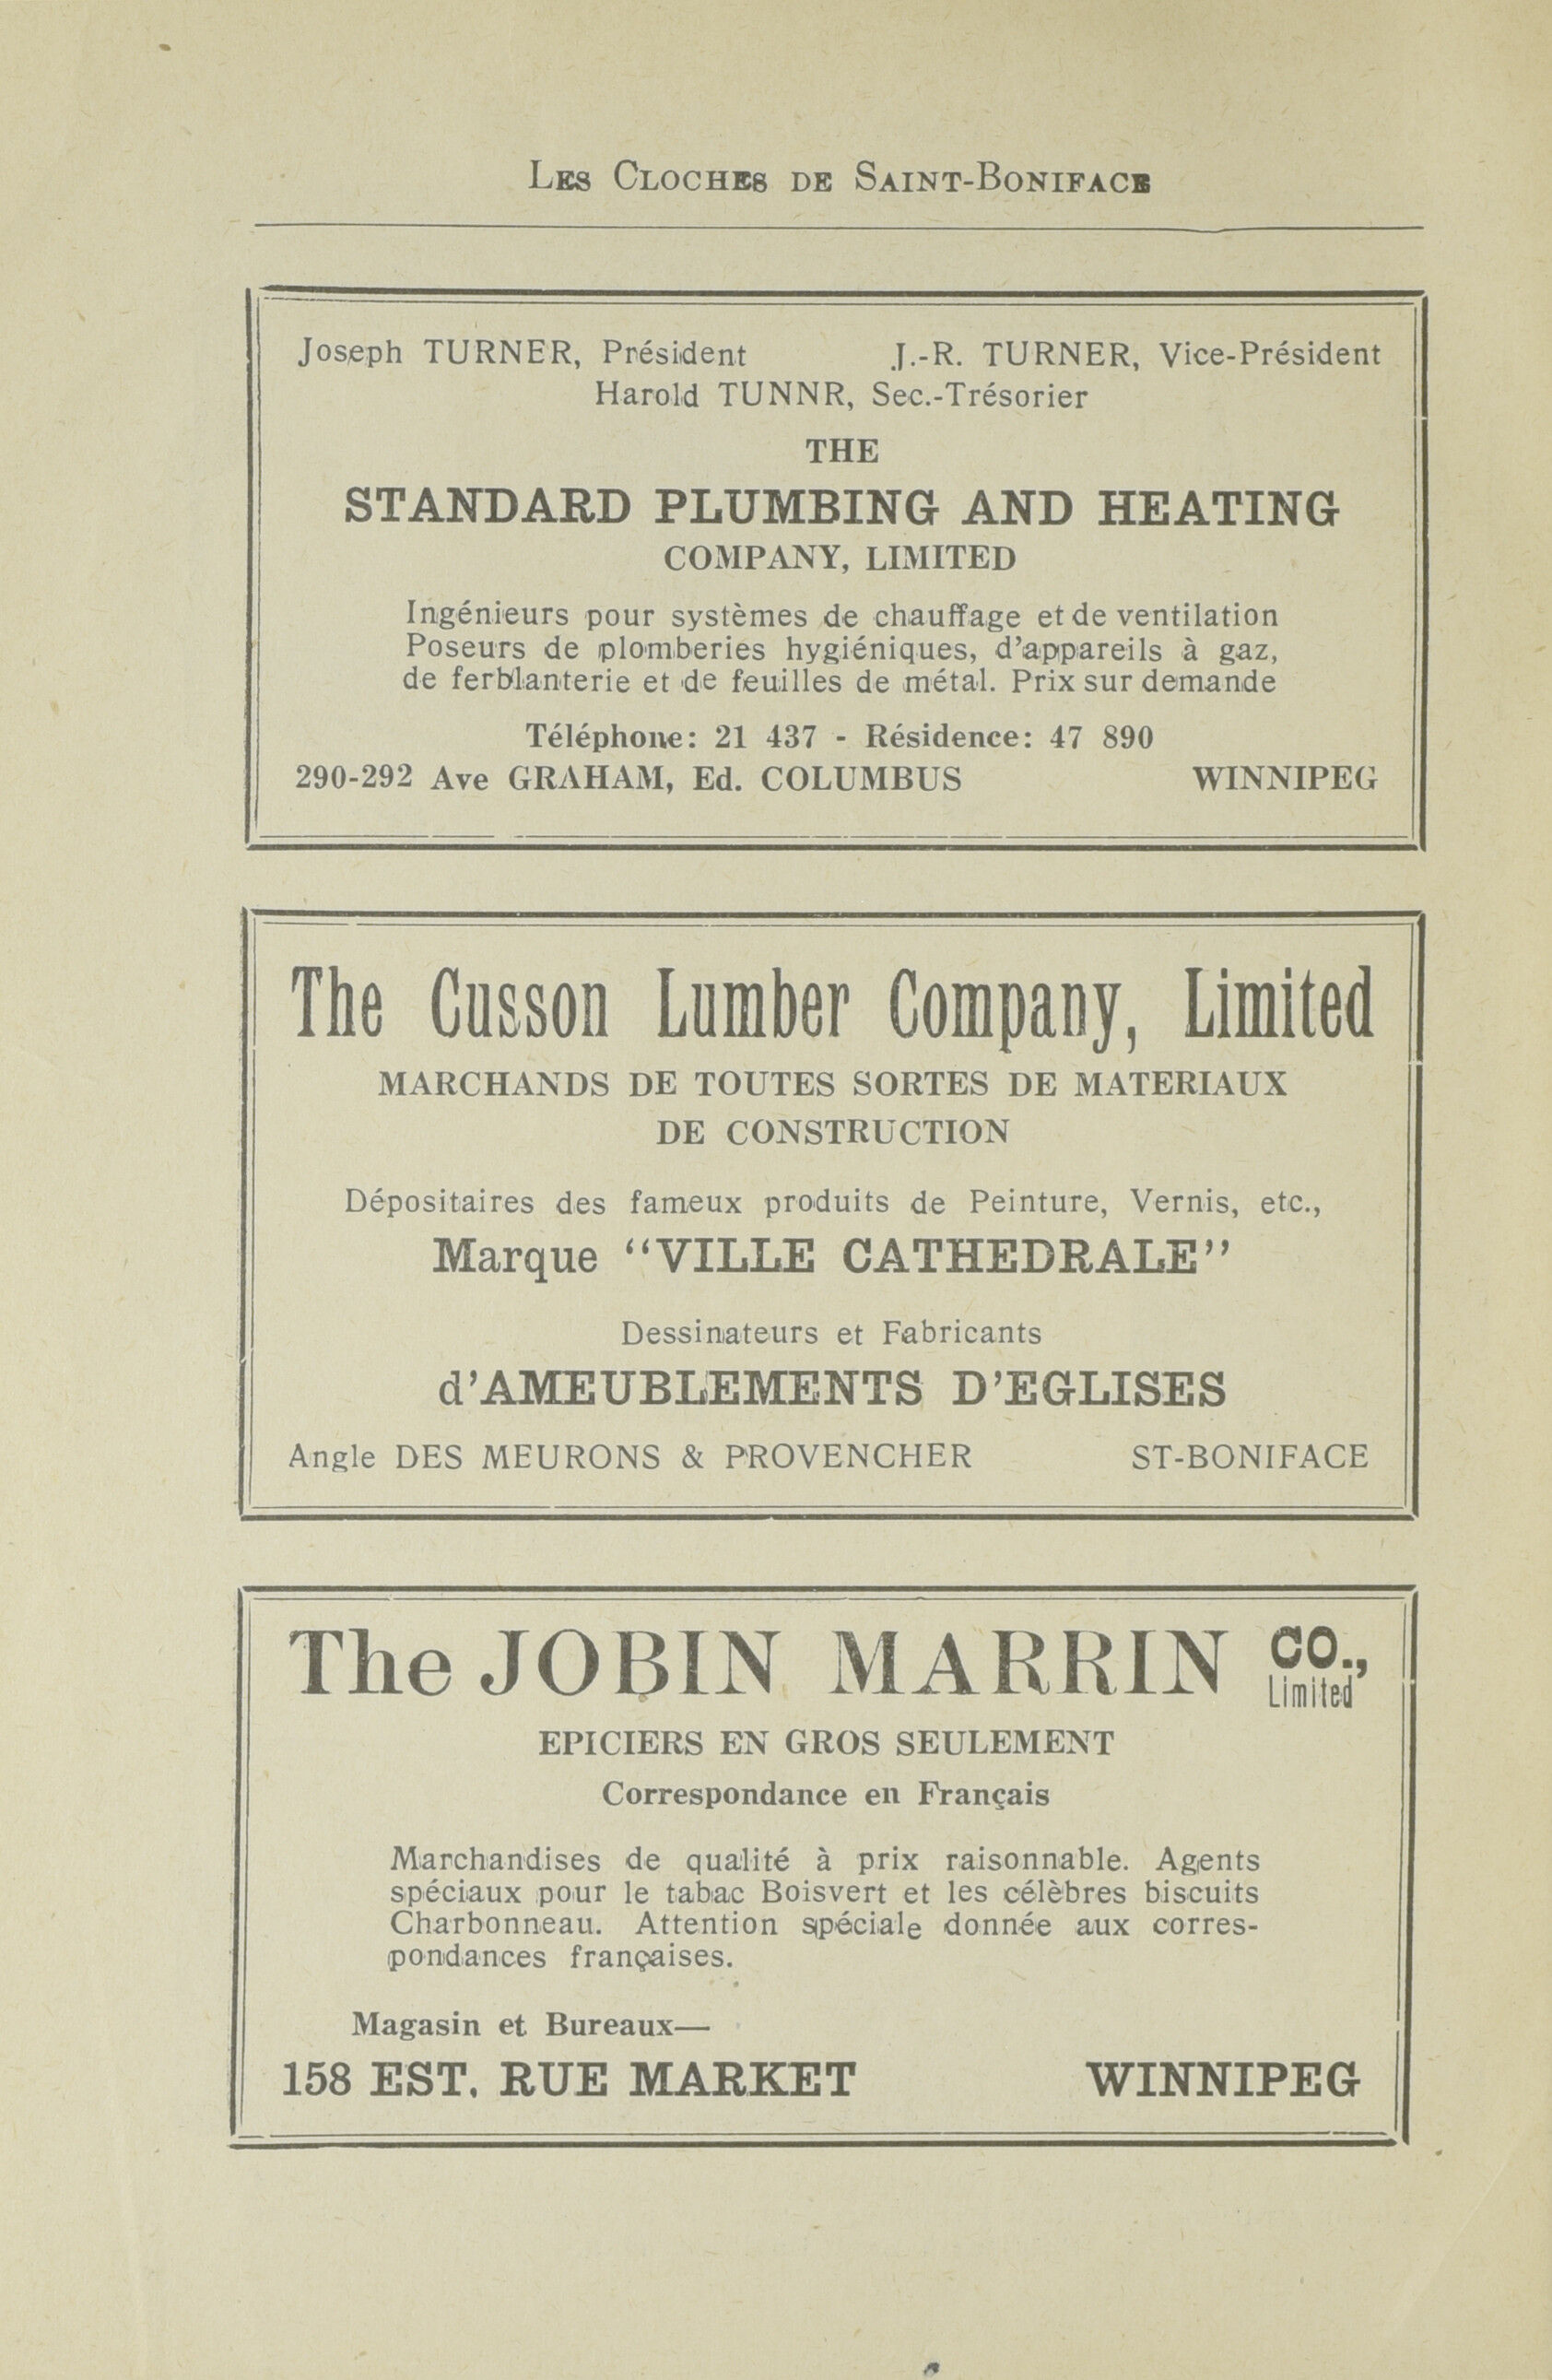 Les Cloches de Saint-Boniface
Joseph TURNER, Président J.-R. TURNER, Vice-Président
Harold TUNNR, Sec.-Trésorier
THE
STANDARD PLUMBING AND HEATING
COMPANY, LIMITED
Ingénieurs pour systèmes de chauffage et de ventilation
Poseurs de plomberies hygiéniques, d'appareils à gaz,
de ferblanterie et de feuilles de métal. Prix sur demande
Téléphone: 21 437 - Résidence: 47 890
290-292 Ave GRAHAM, Ed. COLUMBUS WINNIPEG
The Cusson Lumber Company, Limited
MARCHANDS DE TOUTES SORTES DE MATERIAUX
DE CONSTRUCTION
Dépositaires des fameux produits de Peinture, Vernis, etc.,
Marque "VILLE CATHEDRALE"
Dessinateurs et Fabricants
d'AMEUBLEMENTS D'EGLISES
Angle DES MEURONS & PROVENCHER ST-BONIFACE
The JOBIN MARRIN CO.,
Limited
EPICIERS EN GROS SEULEMENT
Correspondance en Français
Marchandises de qualité à prix raisonnable. Agents
spéciaux pour le tabac Boisvert et les célèbres biscuits
Charbonneau. Attention spéciale donnée aux corres-
pondances françaises.
Magasin et Bureaux—
158 EST. RUE MARKET WINNIPEG